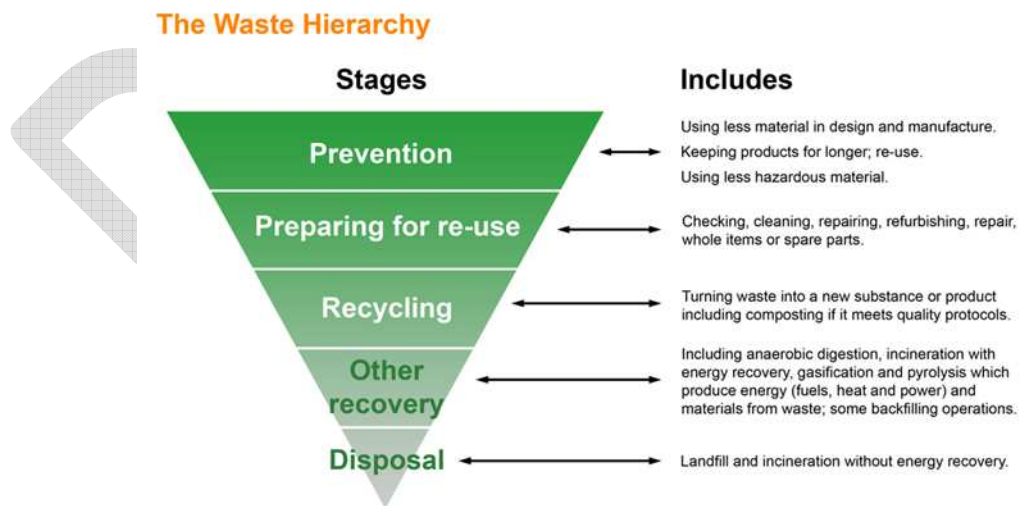 The Waste Hierarchy
Stages
Includes
Prevention
Using less material in design and manufacture.
Keeping products for longer; re-use.
Using less hazardous material.
Preparing for re-use
Checking, cleaning, repairing, refurbishing, repair,
whole items or spare parts.
Recycling
Turning waste into a new substance or product
including composting if it meets quality protocols.
Other
recovery
Including anaerobic digestion, incineration with
energy recovery, gasification and pyrolysis which
produce energy (fuels, heat and power) and
materials from waste; some backfilling operations.
Disposal
Landfill and incineration without energy recovery.